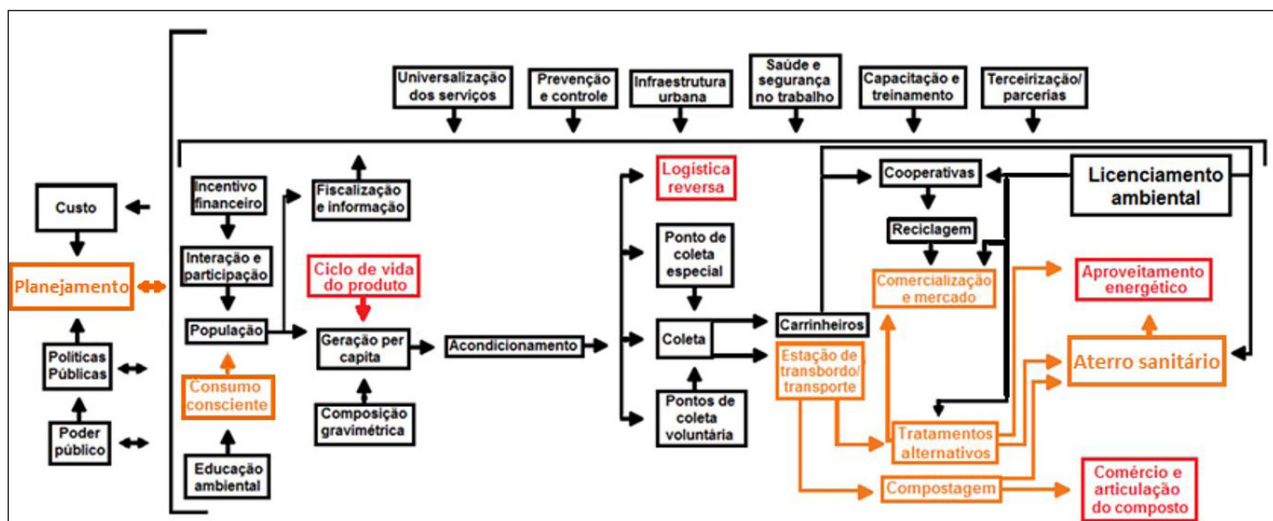 Universalização
dos serviços
Prevenção
e controle
Infraestrutura
urbana
Saúde e
segurança
no trabalho
Capacitação e
treinamento
Terceirização/
parcerias
Custo
Planejamento
Políticas
Públicas
Poder
público
Incentivo
financeiro
Interação e
participação
População
Consumo
consciente
Educação
ambiental
Fiscalização
e informação
Ciclo de vida
do produto
Geração per
capita
Composição
gravimétrica
Acondicionamento
Logística
reversa
Ponto de
coleta
especial
Coleta
Pontos de
coleta
voluntária
Carrinheiros
Estação de
transbordo/
transporte
Cooperativas
Reciclagem
Comercialização
e mercado
Tratamentos
alternativos
Compostagem
Licenciamento
ambiental
Aproveitamento
energético
Aterro sanitário
Comércio e
articulação
do composto